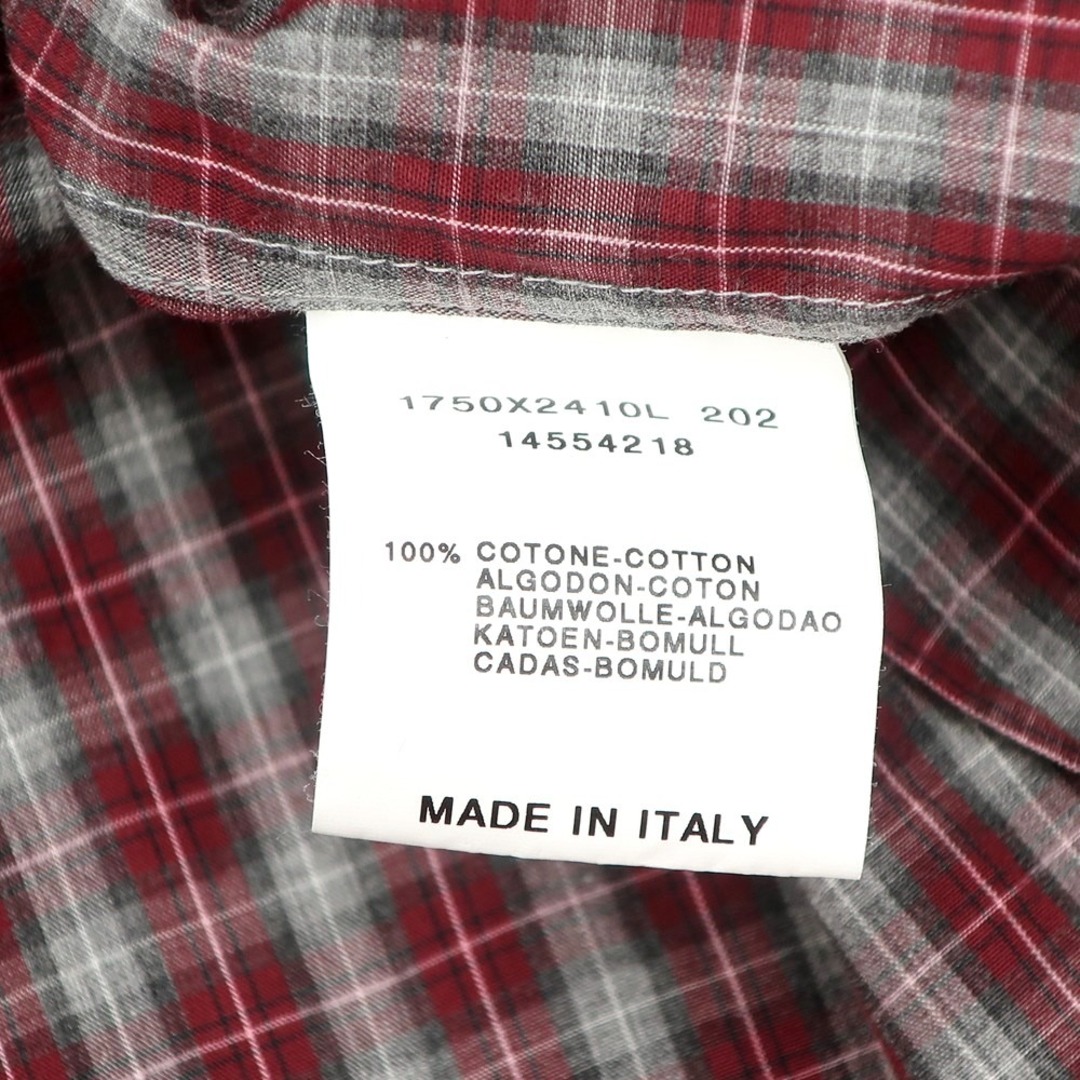 1750X2410L 202
14554218
100% COTONE-COTTON
ALGODON-COTON
BAUMWOLLE-ALGODAO
KATOEN-BOMULL
CADAS-BOMULD
MADE IN ITALY